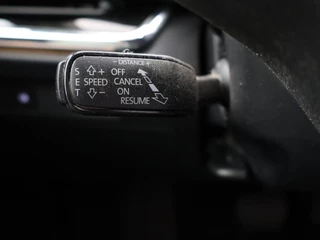 - DISTANCE +
S + OFF
E SPEED CANCEL
T - ON
RESUME